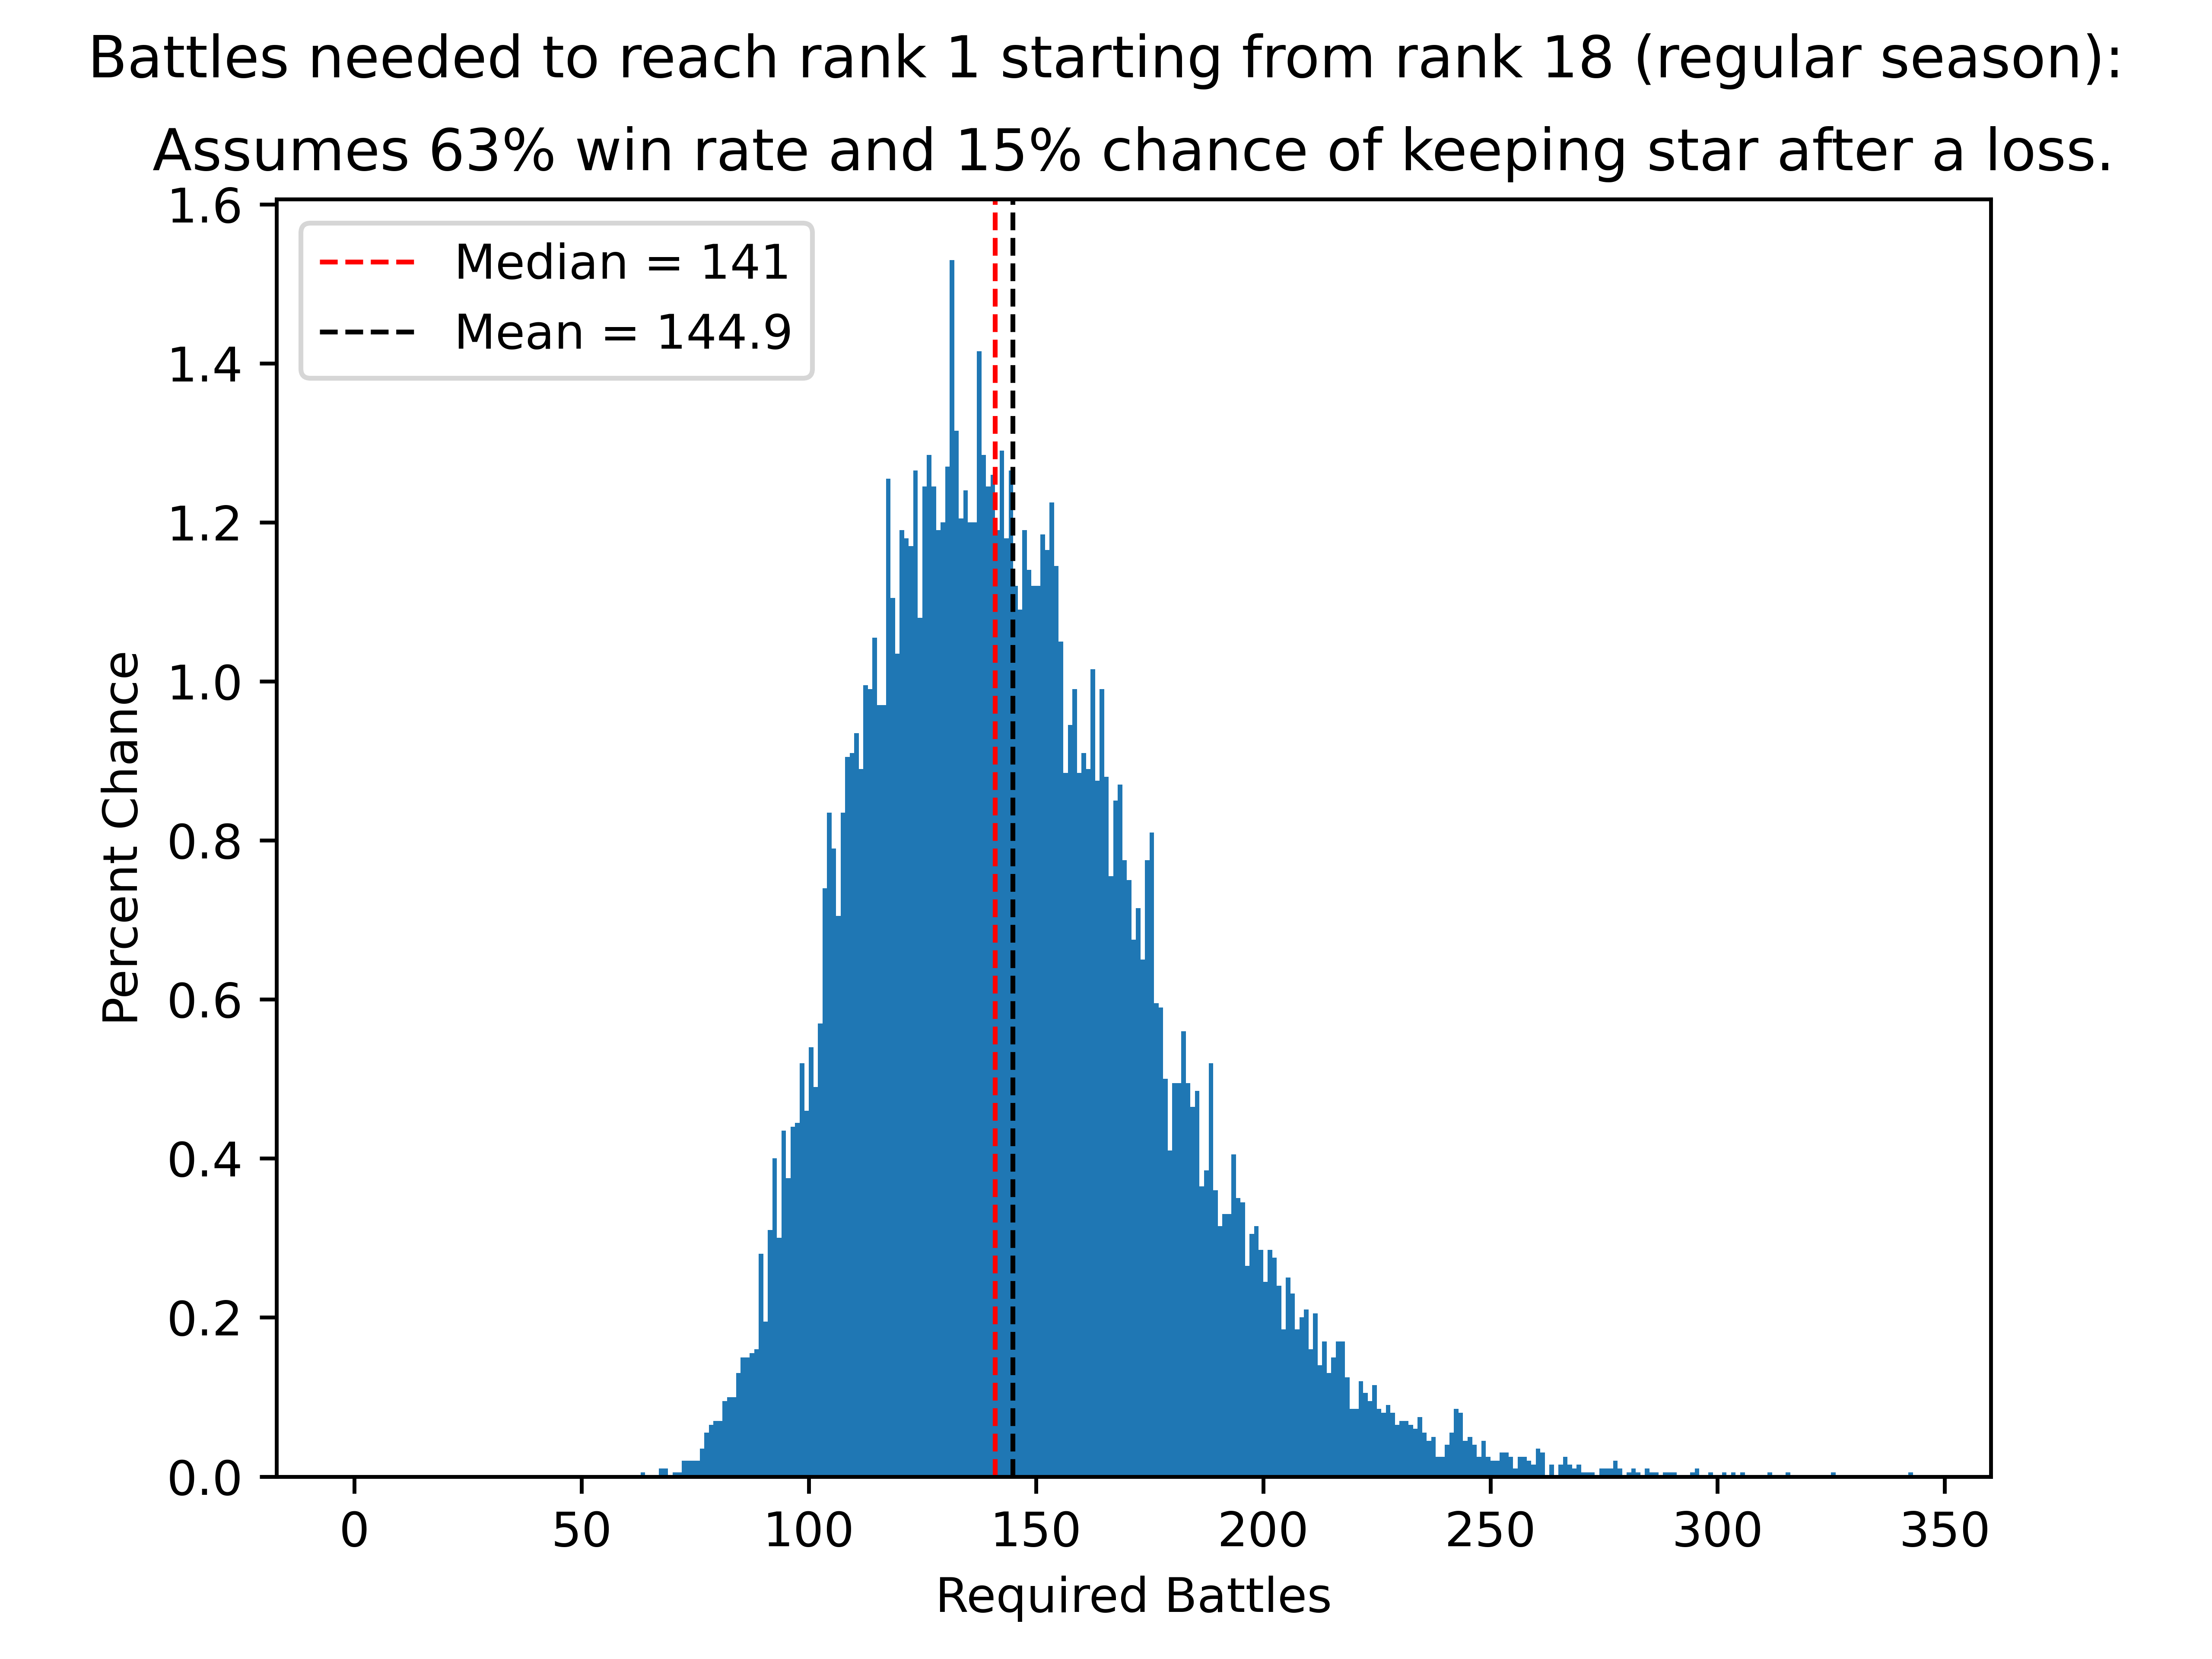 Battles needed to reach rank 1 starting from rank 18 (regular season):
Assumes 63% win rate and 15% chance of keeping star after a loss.
Median = 141
Mean = 144.9
1.6
1.4
1.2
1.0
0.8
0.6
0.4
0.2
0.0
Percent Chance
0 50 100 150 200 250 300 350
Required Battles